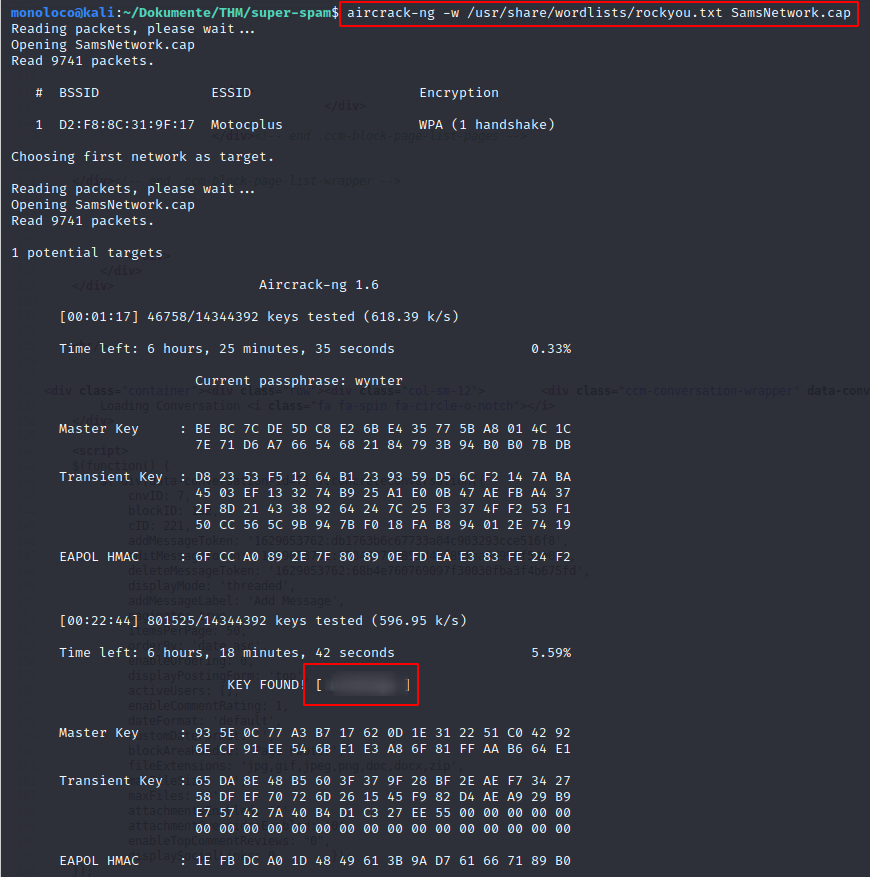 monoloco@kali:~/Dokumente/THM/super-spam$ aircrack-ng -w /usr/share/wordlists/rockyou.txt SamsNetwork.cap
Reading packets, please wait...
Opening SamsNetwork.cap
Read 9741 packets.
# BSSID ESSID Encryption
1 D2:F8:8C:31:9F:17 Motocplus WPA (1 handshake)
Choosing first network as target.
Reading packets, please wait...
Opening SamsNetwork.cap
Read 9741 packets.
1 potential targets
Aircrack-ng 1.6
[00:01:17] 46758/14344392 keys tested (618.39 k/s)
Time left: 6 hours, 25 minutes, 35 seconds 0.33%
Current passphrase: wynter
Master Key : BE BC 7C DE 5D C8 E2 6B E4 35 77 5B A8 01 4C 1C
7E 71 D6 A7 66 54 68 21 84 79 3B 94 B0 B0 7B DB
Transient Key : D8 23 53 F5 12 64 B1 23 93 59 D5 6C F2 14 7A BA
45 03 EF 13 32 74 B9 25 A1 E0 0B 47 AE FB A4 37
2F 8D 21 43 38 92 64 24 7C 25 F3 37 4F F2 53 F1
50 CC 56 5C 9B 94 7B F0 18 FA B8 94 01 2E 74 19
EAPOL HMAC : 6F CC A0 89 2E 7F 80 89 0E FD EA E3 83 FE 24 F2
[00:22:44] 801525/14344392 keys tested (596.95 k/s)
Time left: 6 hours, 18 minutes, 42 seconds 5.59%
KEY FOUND! [ ]
Master Key : 93 5E 0C 77 A3 B7 17 62 0D 1E 31 22 51 C0 42 92
6E CF 91 EE 54 6B E1 E3 A8 6F 81 FF AA B6 64 E1
Transient Key : 65 DA 8E 48 B5 60 3F 37 9F 28 BF 2E AE F7 34 27
58 DF EF 70 72 6D 26 15 45 F9 82 D4 AE A9 29 B9
E7 57 42 7A 40 B4 D1 C3 27 EE 55 00 00 00 00 00
00 00 00 00 00 00 00 00 00 00 00 00 00 00 00 00
EAPOL HMAC : 1E FB DC A0 1D 48 49 61 3B 9A D7 61 66 71 89 B0